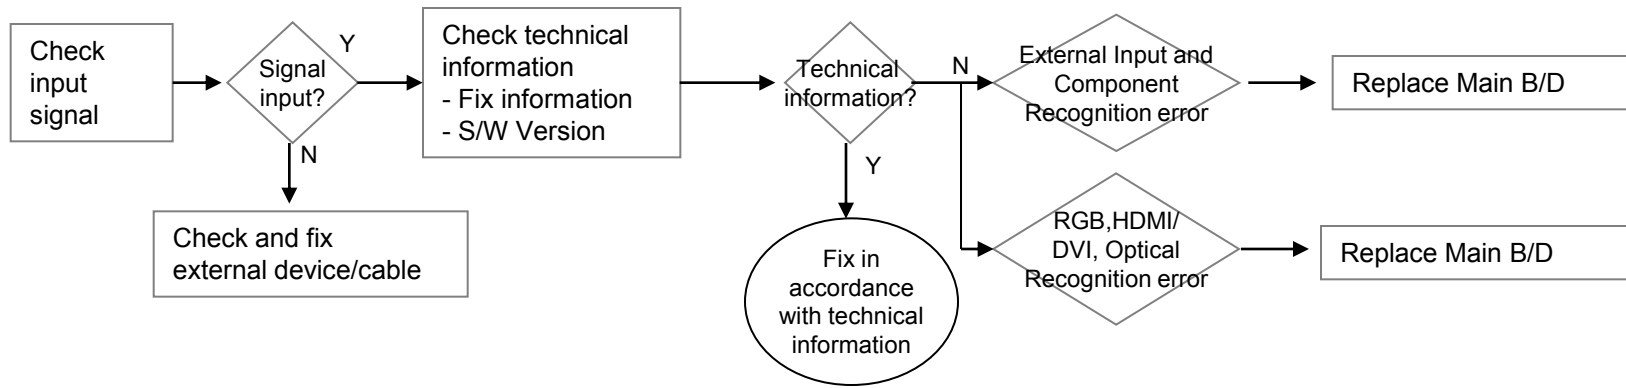 Check
input
signal
Signal
input?
Y
N
Check and fix
external device/cable
Check technical
information
- Fix information
- S/W Version
Technical
information?
N
Y
Fix in
accordance
with technical
information
External Input and
Component
Recognition error
Replace Main B/D
RGB,HDMI/
DVI, Optical
Recognition error
Replace Main B/D